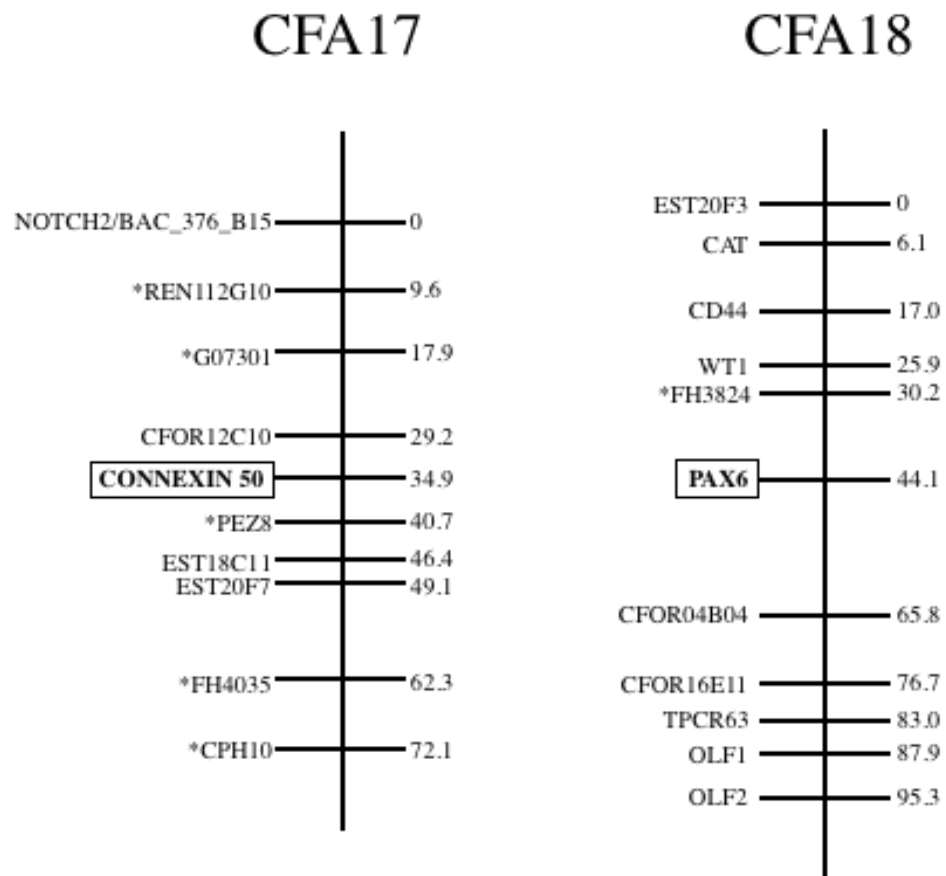 CFA17
NOTCH2/BAC_376_B15 0
*REN112G10 9.6
*G07301 17.9
CFOR12C10 29.2
CONNEXIN 50 34.9
*PEZ8 40.7
EST18C11 46.4
EST20F7 49.1
*FH4035 62.3
*CPH10 72.1
CFA18
EST20F3 0
CAT 6.1
CD44 17.0
WT1 25.9
*FH3824 30.2
PAX6 44.1
CFOR04B04 65.8
CFOR16E11 76.7
TPCR63 83.0
OLF1 87.9
OLF2 95.3